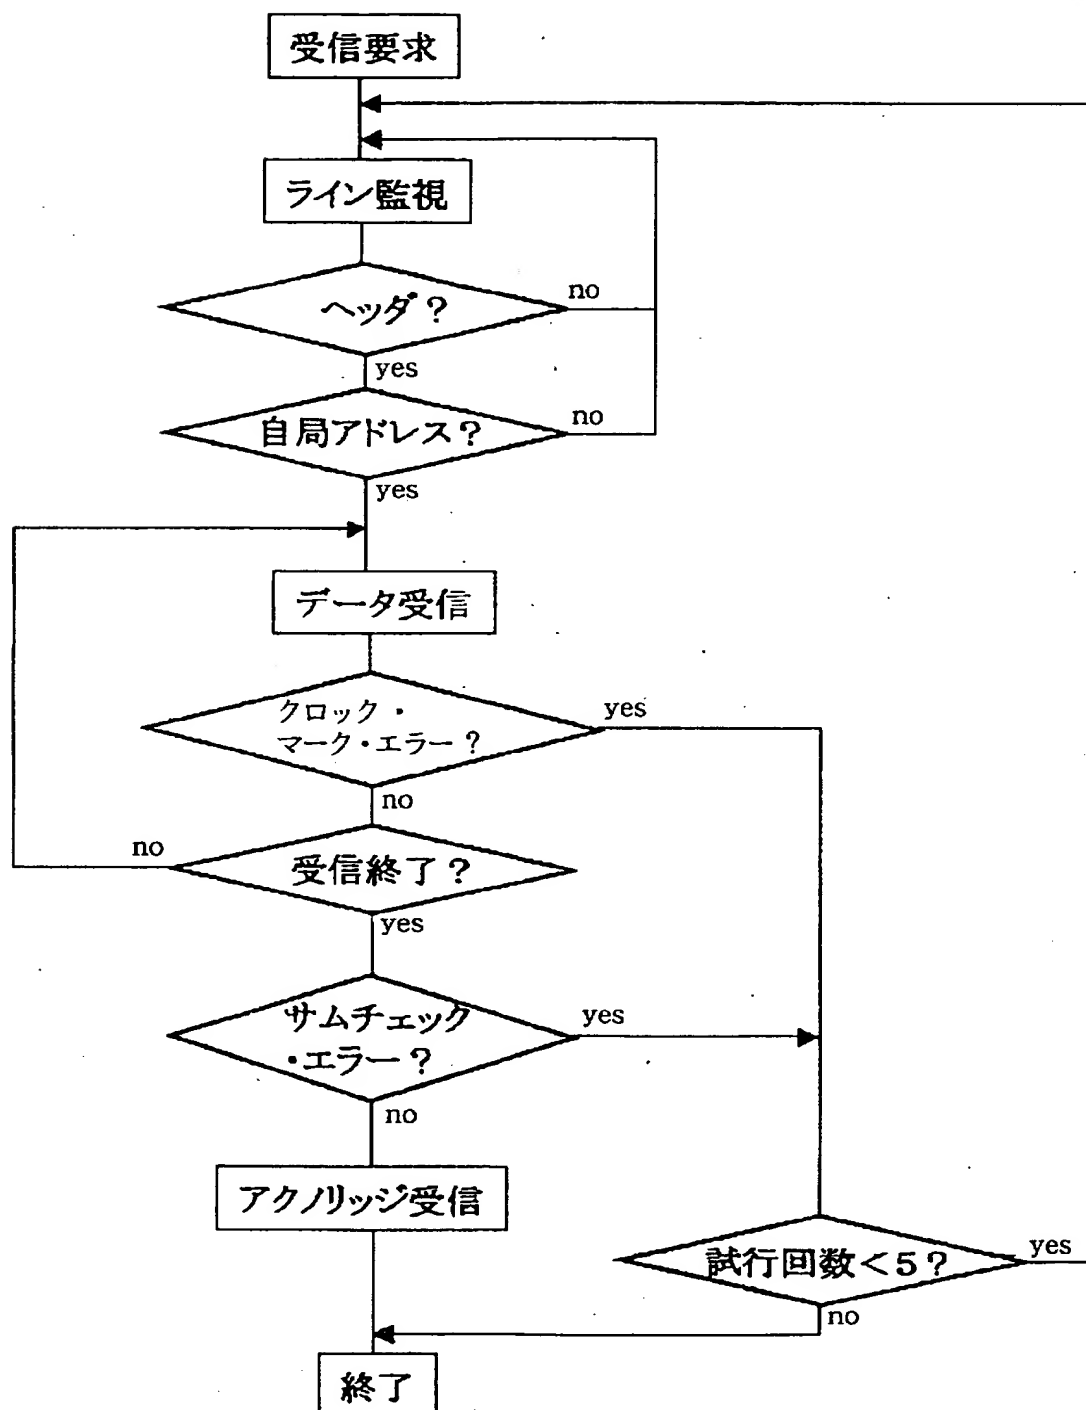 受信要求
ライン監視
ヘッダ？
no
yes
自局アドレス？
no
yes
データ受信
クロック・
マーク・エラー？
yes
no
受信終了？
no
yes
サムチェック
・エラー？
yes
no
アクノリッジ受信
試行回数＜5？
yes
no
終了